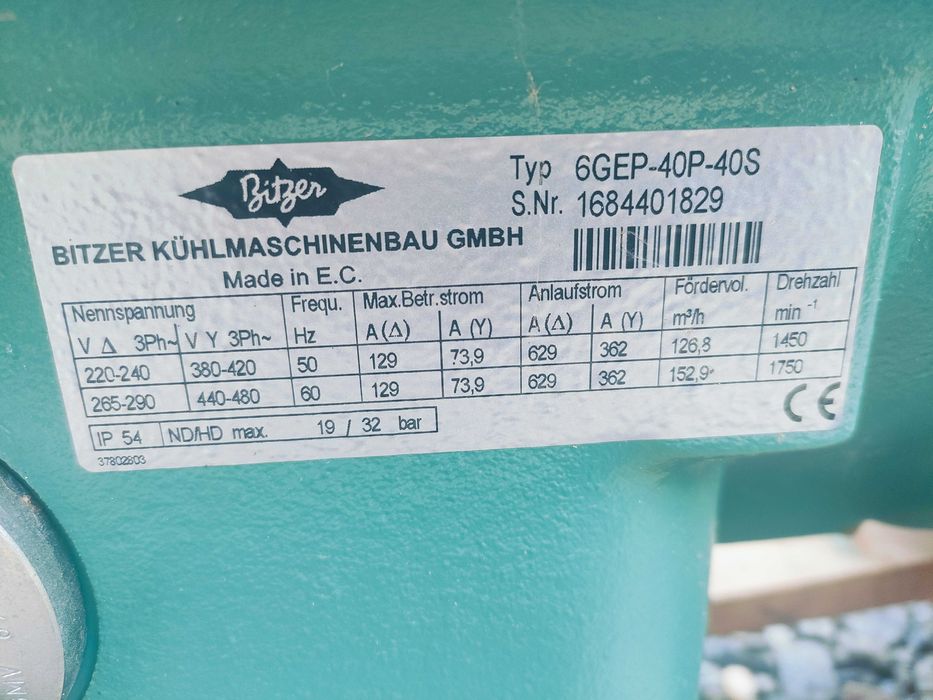 Bitzer
Typ 6GEP-40P-40S
S.Nr. 1684401829
BITZER KÜHLMASCHINENBAU GMBH
Made in E.C.
Nennspannung Frequ. Max.Betr.strom Anlaufstrom Fördervol. Drehzahl
V Δ 3Ph~ V Y 3Ph~ Hz A (Δ) A (Y) A (Δ) A (Y) m³/h min⁻¹
220-240 380-420 50 129 73,9 629 362 126,8 1450
265-290 440-480 60 129 73,9 629 362 152,9 1750
IP 54 ND/HD max. 19 / 32 bar
CE
37802803